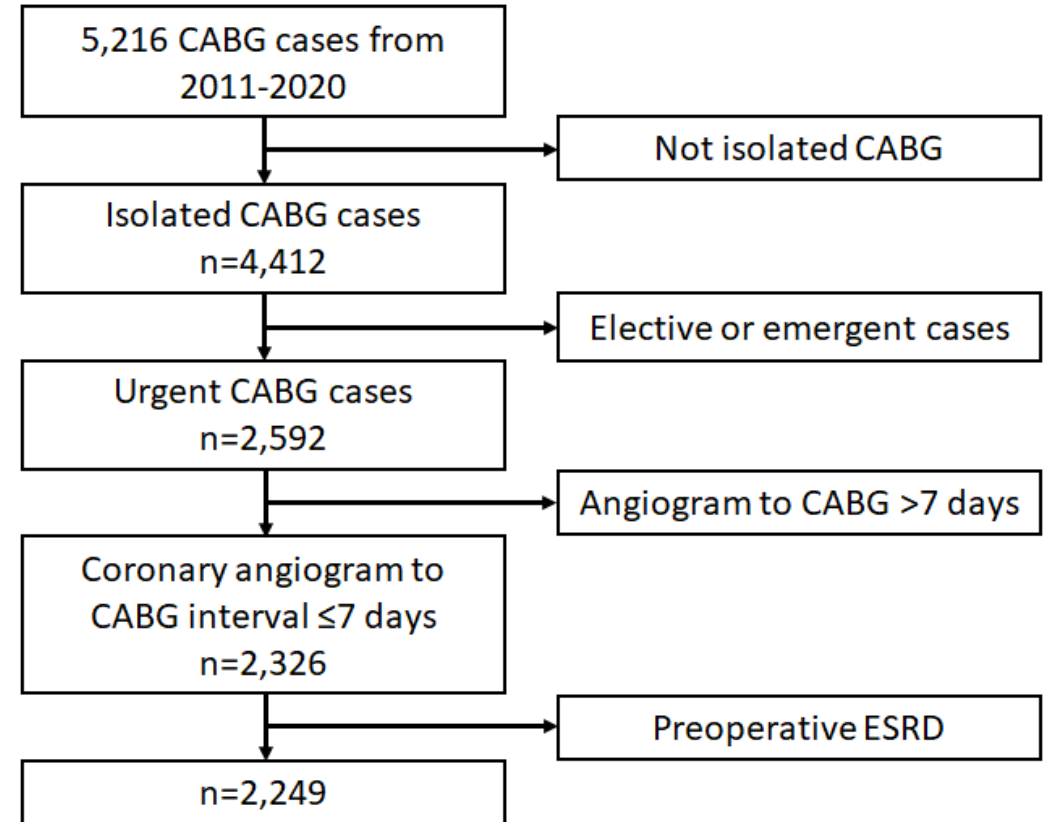 5,216 CABG cases from
2011-2020
Not isolated CABG
Isolated CABG cases
n=4,412
Elective or emergent cases
Urgent CABG cases
n=2,592
Angiogram to CABG >7 days
Coronary angiogram to
CABG interval ≤7 days
n=2,326
Preoperative ESRD
n=2,249